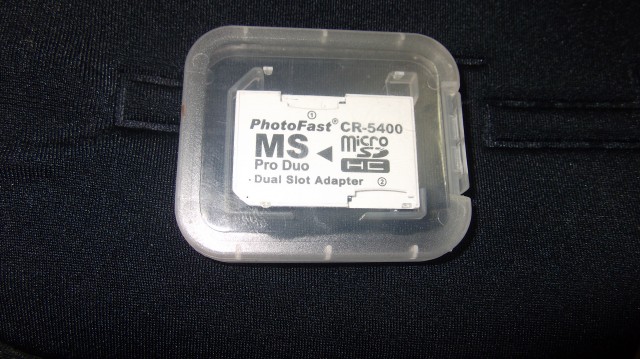 ①
PhotoFast® CR-5400
MS ◄ micro SD HC
Pro Duo
Dual Slot Adapter ②